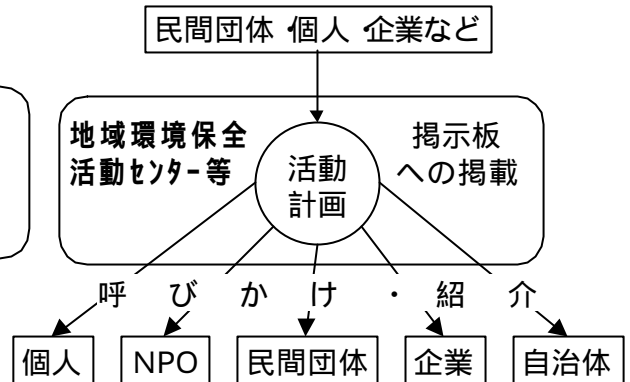 民間団体・個人・企業など
地域環境保全
活動センター等
活動
計画
掲示板
への掲載
呼びかけ・紹介
個人
NPO
民間団体
企業
自治体